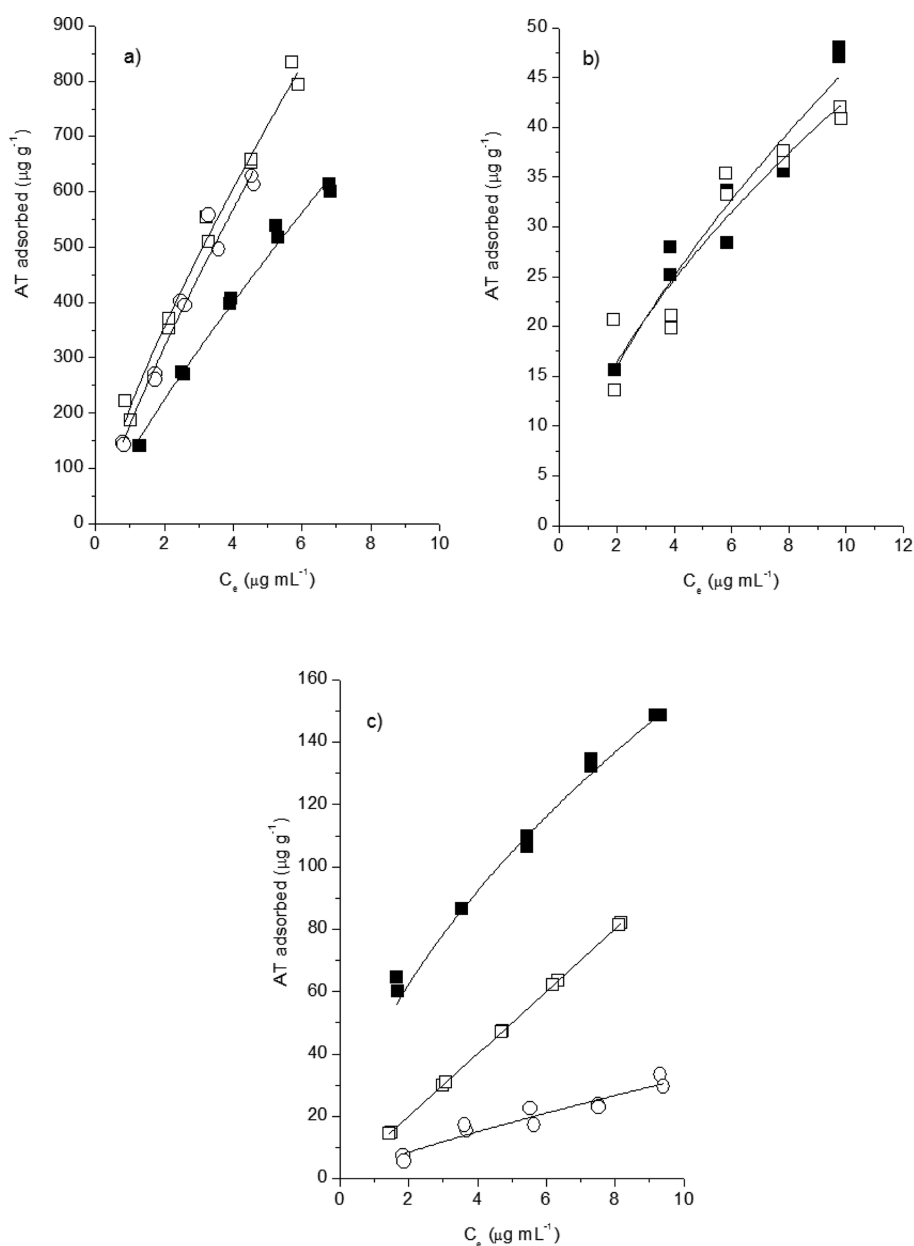 a)
AT adsorbed (μg g⁻¹)
900
800
700
600
500
400
300
200
100
0
0 2 4 6 8 10
Cₑ (μg mL⁻¹)
b)
AT adsorbed (μg g⁻¹)
50
45
40
35
30
25
20
15
10
5
0
0 2 4 6 8 10 12
Cₑ (μg mL⁻¹)
c)
AT adsorbed (μg g⁻¹)
160
140
120
100
80
60
40
20
0
0 2 4 6 8 10
Cₑ (μg mL⁻¹)